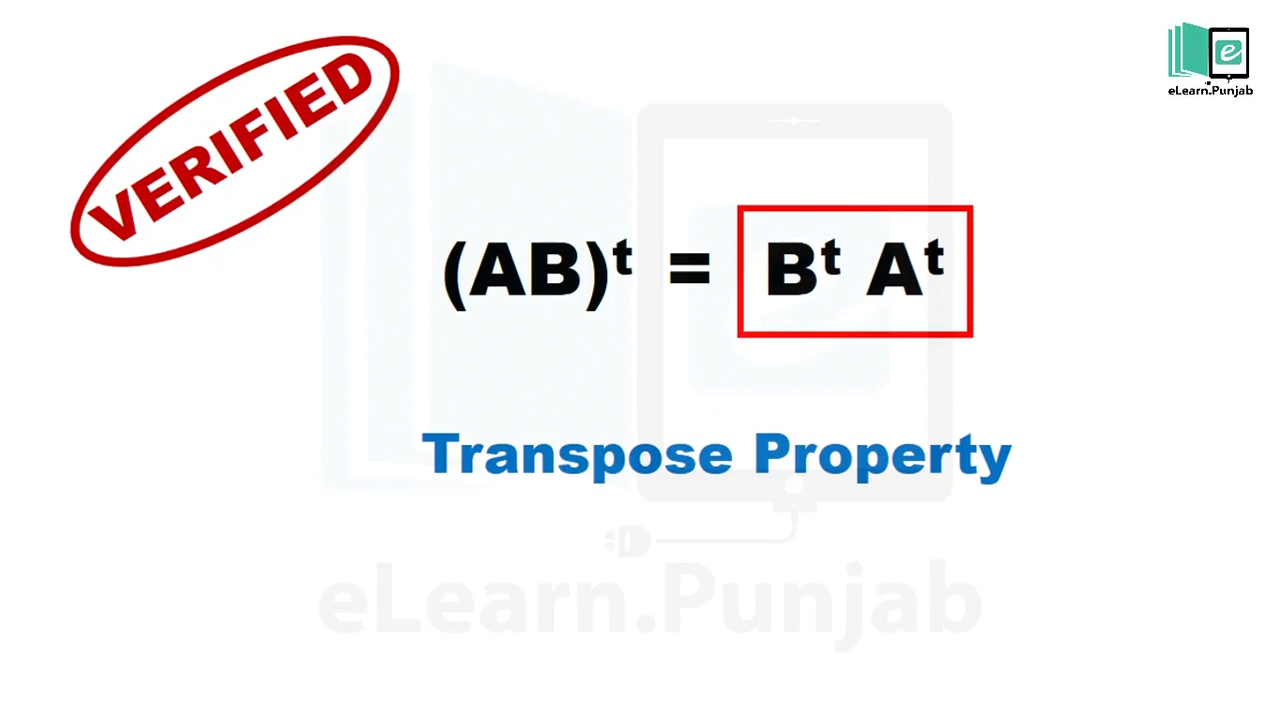 VERIFIED
e
eLearn.Punjab
(AB)ᵗ = Bᵗ Aᵗ
Transpose Property
eLearn.Punjab